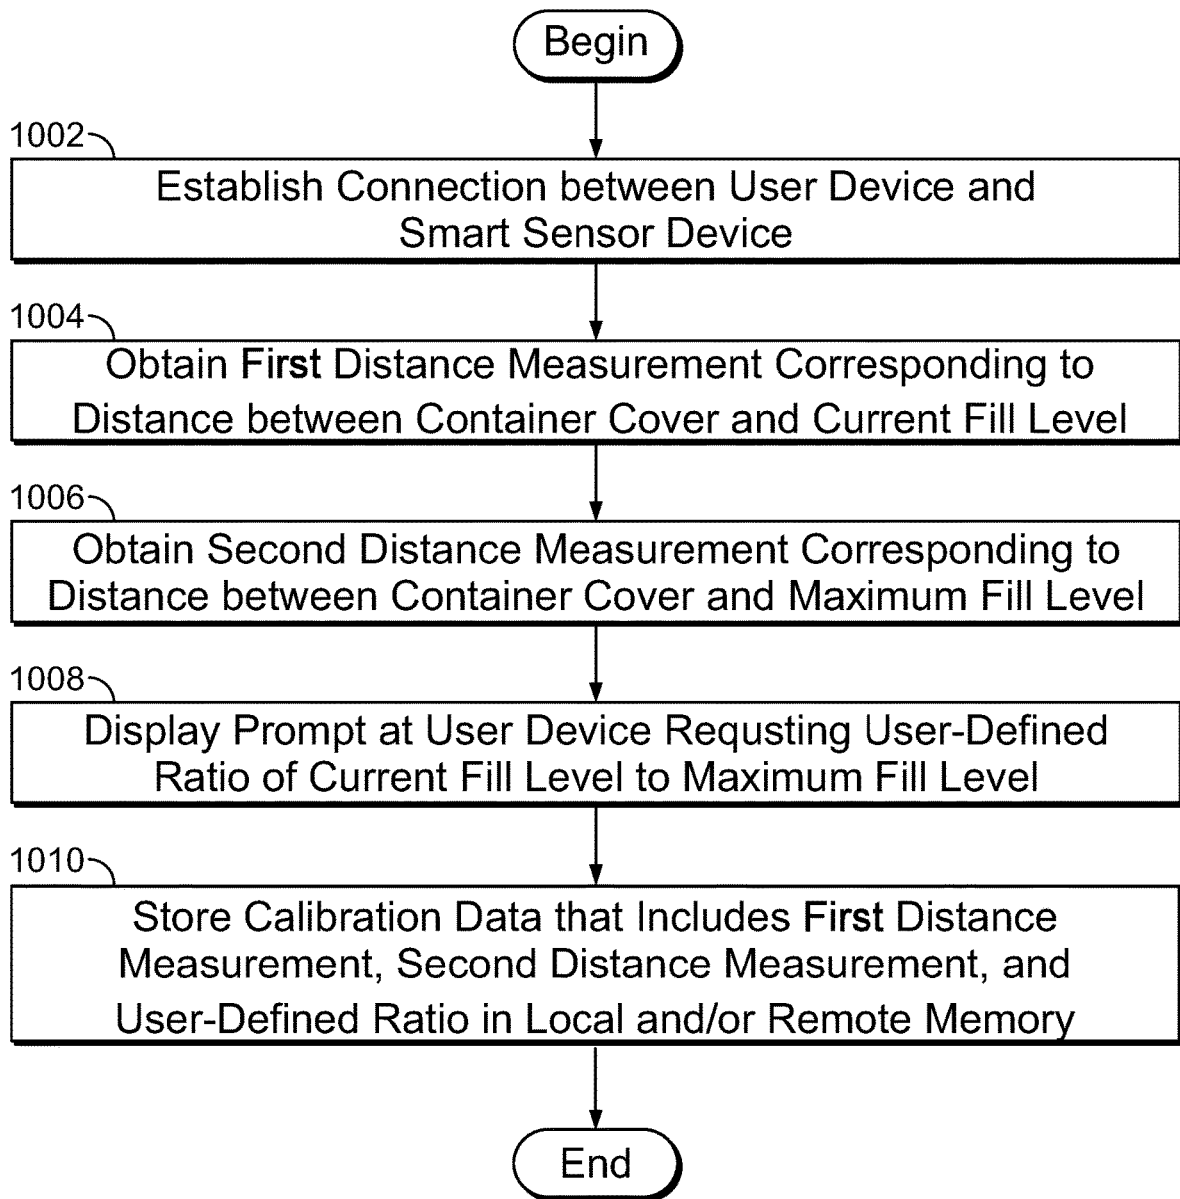 Begin
1002
Establish Connection between User Device and
Smart Sensor Device
1004
Obtain First Distance Measurement Corresponding to
Distance between Container Cover and Current Fill Level
1006
Obtain Second Distance Measurement Corresponding to
Distance between Container Cover and Maximum Fill Level
1008
Display Prompt at User Device Requsting User-Defined
Ratio of Current Fill Level to Maximum Fill Level
1010
Store Calibration Data that Includes First Distance
Measurement, Second Distance Measurement, and
User-Defined Ratio in Local and/or Remote Memory
End